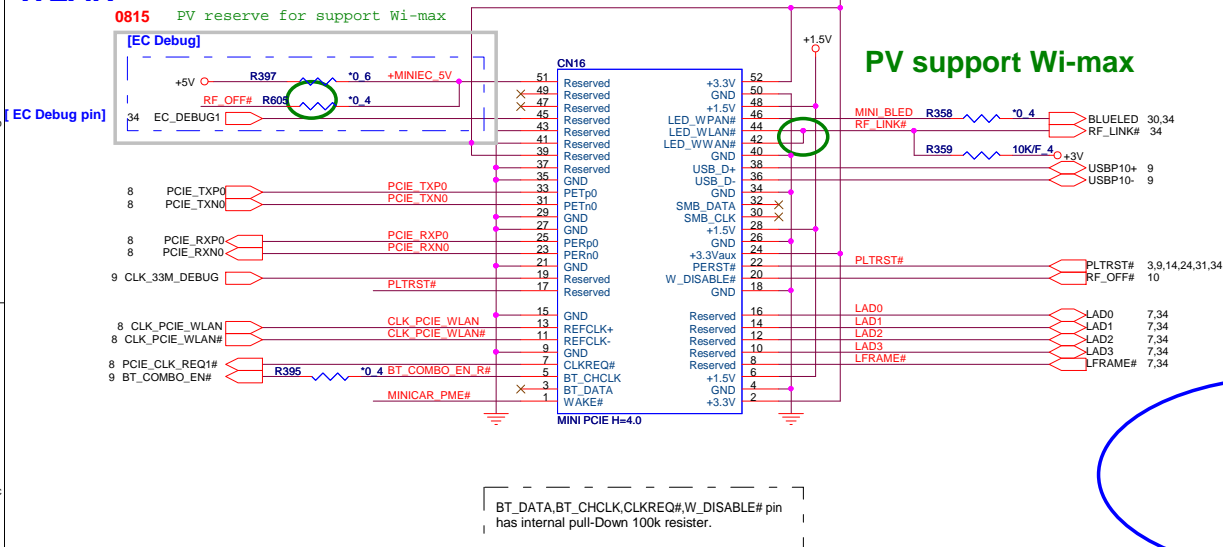 0815 PV reserve for support Wi-max
[EC Debug]
+5V R397 *0_6 +MINIEC_5V
RF_OFF# R605 *0_4
[ EC Debug pin] 34 EC_DEBUG1
PV support Wi-max
+1.5V
CN16
51 Reserved +3.3V 52
49 Reserved GND 50
47 Reserved +1.5V 48
45 Reserved LED_WPAN# 46 MINI_BLED R358 *0_4 BLUELED 30,34
43 Reserved LED_WLAN# 44 RF_LINK# RF_LINK# 34
41 Reserved LED_WWAN# 42
39 Reserved GND 40 R359 10K/F_4 +3V
37 Reserved USB_D+ 38 USBP10+ 9
35 GND USB_D- 36 USBP10- 9
8 PCIE_TXP0 PCIE_TXP0 33 PETp0 GND 34
8 PCIE_TXN0 PCIE_TXN0 31 PETn0 SMB_DATA 32
29 GND SMB_CLK 30
27 GND +1.5V 28
8 PCIE_RXP0 PCIE_RXP0 25 PERp0 GND 26
8 PCIE_RXN0 PCIE_RXN0 23 PERn0 +3.3Vaux 24
21 GND PERST# 22 PLTRST# PLTRST# 3,9,14,24,31,34
9 CLK_33M_DEBUG 19 Reserved W_DISABLE# 20 RF_OFF# 10
PLTRST# 17 Reserved GND 18
15 GND Reserved 16 LAD0 LAD0 7,34
8 CLK_PCIE_WLAN CLK_PCIE_WLAN 13 REFCLK+ Reserved 14 LAD1 LAD1 7,34
8 CLK_PCIE_WLAN# CLK_PCIE_WLAN# 11 REFCLK- Reserved 12 LAD2 LAD2 7,34
9 GND Reserved 10 LAD3 LAD3 7,34
8 PCIE_CLK_REQ1# 7 CLKREQ# Reserved 8 LFRAME# LFRAME# 7,34
9 BT_COMBO_EN# R395 *0_4 BT_COMBO_EN_R# 5 BT_CHCLK +1.5V 6
3 BT_DATA GND 4
MINICAR_PME# 1 WAKE# +3.3V 2
MINI PCIE H=4.0
BT_DATA,BT_CHCLK,CLKREQ#,W_DISABLE# pin
has internal pull-Down 100k resister.